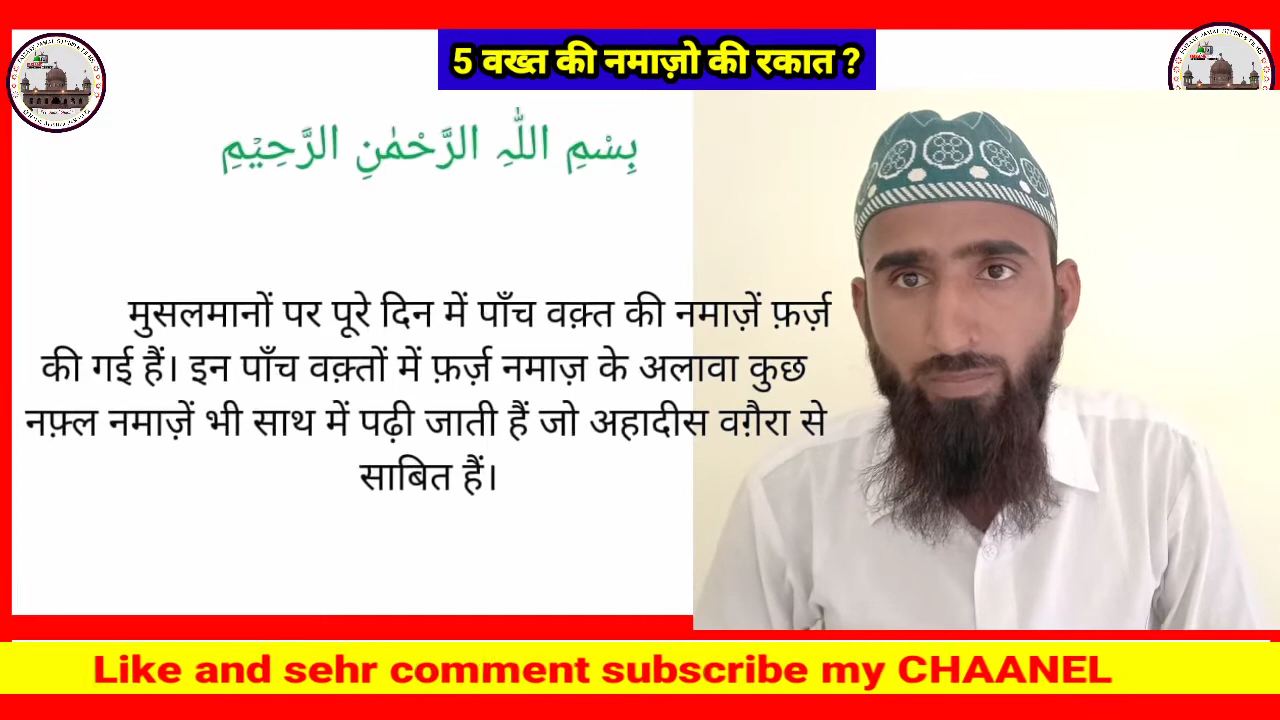 5 वख्त की नमाज़ो की रकात ?
بِسْمِ اللّٰہِ الرَّحْمٰنِ الرَّحِیْمِ
मुसलमानों पर पूरे दिन में पाँच वक़्त की नमाज़ें फ़र्ज़
की गई हैं। इन पाँच वक़्तों में फ़र्ज़ नमाज़ के अलावा कुछ
नफ़्ल नमाज़ें भी साथ में पढ़ी जाती हैं जो अहादीस वग़ैरा से
साबित हैं।
Like and sehr comment subscribe my CHAANEL